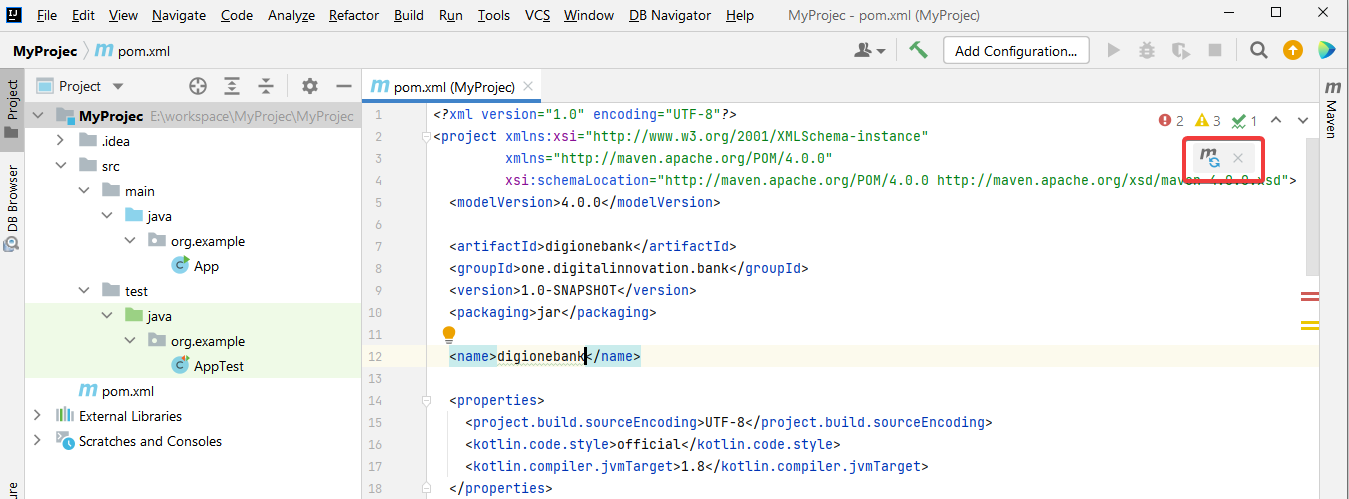 File Edit View Navigate Code Analyze Refactor Build Run Tools VCS Window DB Navigator Help MyProjec - pom.xml (MyProjec)
MyProjec m pom.xml Add Configuration...
Project
DB Browser
Project
MyProjec E:\workspace\MyProjec\MyProjec
.idea
src
main
java
org.example
App
test
java
org.example
AppTest
m pom.xml
External Libraries
Scratches and Consoles
m pom.xml (MyProjec)
1 <?xml version="1.0" encoding="UTF-8"?>
2 <project xmlns:xsi="http://www.w3.org/2001/XMLSchema-instance"
3 xmlns="http://maven.apache.org/POM/4.0.0"
4 xsi:schemaLocation="http://maven.apache.org/POM/4.0.0 http://maven.apache.org/xsd/maven-4.0.0.xsd">
5 <modelVersion>4.0.0</modelVersion>
6
7 <artifactId>digionebank</artifactId>
8 <groupId>one.digitalinnovation.bank</groupId>
9 <version>1.0-SNAPSHOT</version>
10 <packaging>jar</packaging>
11
12 <name>digionebank</name>
13
14 <properties>
15 <project.build.sourceEncoding>UTF-8</project.build.sourceEncoding>
16 <kotlin.code.style>official</kotlin.code.style>
17 <kotlin.compiler.jvmTarget>1.8</kotlin.compiler.jvmTarget>
18 </properties>
2 3 1
m
m Maven